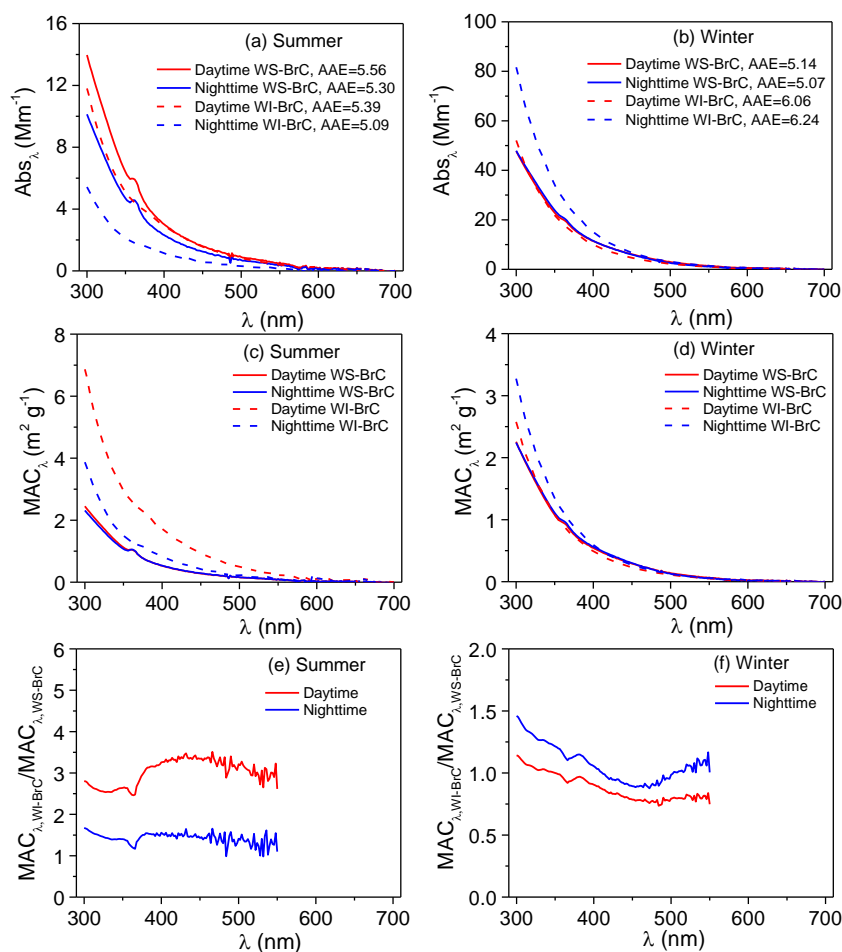 (a) Summer
Daytime WS-BrC, AAE=5.56
Nighttime WS-BrC, AAE=5.30
Daytime WI-BrC, AAE=5.39
Nighttime WI-BrC, AAE=5.09
Absλ (Mm-1)
16
12
8
4
0
300 400 500 600 700
λ (nm)
(b) Winter
Daytime WS-BrC, AAE=5.14
Nighttime WS-BrC, AAE=5.07
Daytime WI-BrC, AAE=6.06
Nighttime WI-BrC, AAE=6.24
Absλ (Mm-1)
100
80
60
40
20
0
300 400 500 600 700
λ (nm)
(c) Summer
Daytime WS-BrC
Nighttime WS-BrC
Daytime WI-BrC
Nighttime WI-BrC
MACλ (m2 g-1)
8
6
4
2
0
300 400 500 600 700
λ (nm)
(d) Winter
Daytime WS-BrC
Nighttime WS-BrC
Daytime WI-BrC
Nighttime WI-BrC
MACλ (m2 g-1)
4
3
2
1
0
300 400 500 600 700
λ (nm)
(e) Summer
Daytime
Nighttime
MACλ,WI-BrC/MACλ,WS-BrC
6
5
4
3
2
1
0
300 400 500 600 700
λ (nm)
(f) Winter
Daytime
Nighttime
MACλ,WI-BrC/MACλ,WS-BrC
2.0
1.5
1.0
0.5
0.0
300 400 500 600 700
λ (nm)